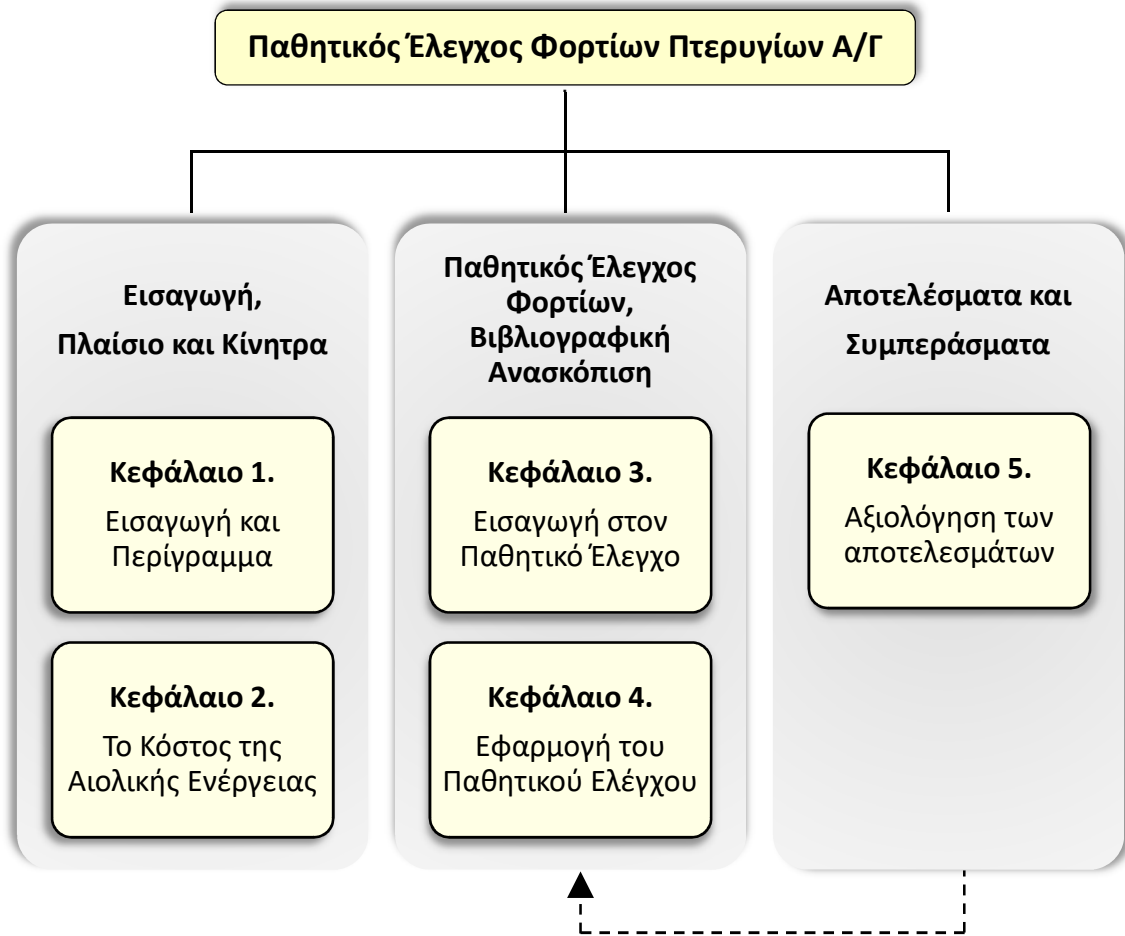 Παθητικός Έλεγχος Φορτίων Πτερυγίων Α/Γ
Εισαγωγή,
Πλαίσιο και Κίνητρα
Κεφάλαιο 1.
Εισαγωγή και
Περίγραμμα
Κεφάλαιο 2.
Το Κόστος της
Αιολικής Ενέργειας
Παθητικός Έλεγχος
Φορτίων,
Βιβλιογραφική
Ανασκόπιση
Κεφάλαιο 3.
Εισαγωγή στον
Παθητικό Έλεγχο
Κεφάλαιο 4.
Εφαρμογή του
Παθητικού Ελέγχου
Αποτελέσματα και
Συμπεράσματα
Κεφάλαιο 5.
Αξιολόγηση των
αποτελεσμάτων